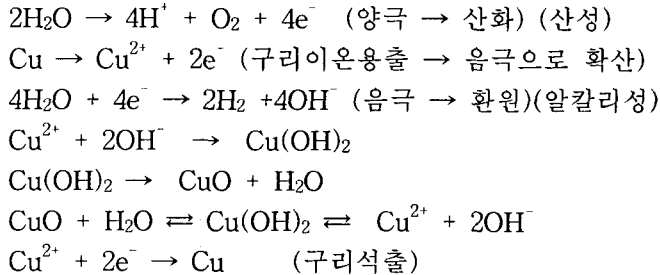 2H₂O → 4H⁺ + O₂ + 4e⁻ (양극 → 산화) (산성)
Cu → Cu²⁺ + 2e⁻ (구리이온용출 → 음극으로 확산)
4H₂O + 4e⁻ → 2H₂ +4OH⁻ (음극 → 환원)(알칼리성)
Cu²⁺ + 2OH⁻ → Cu(OH)₂
Cu(OH)₂ → CuO + H₂O
CuO + H₂O ⇄ Cu(OH)₂ ⇄ Cu²⁺ + 2OH⁻
Cu²⁺ + 2e⁻ → Cu (구리석출)